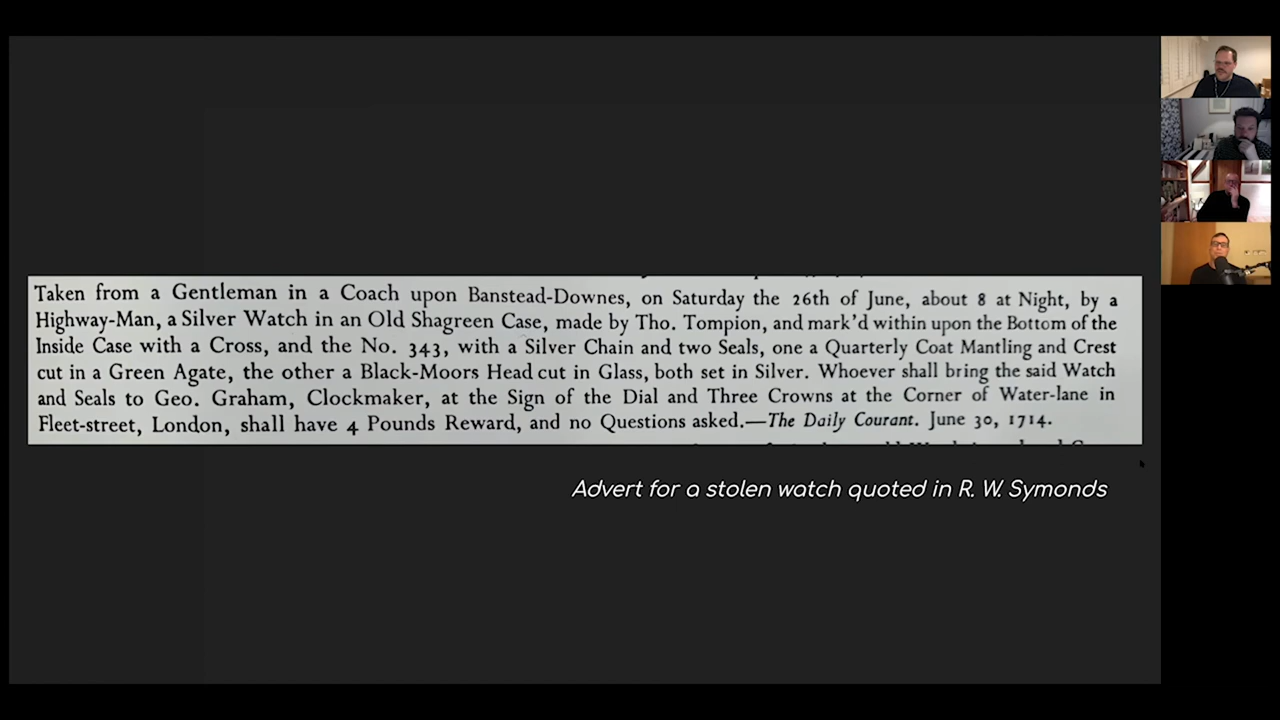 Taken from a Gentleman in a Coach upon Banstead-Downes, on Saturday the 26th of June, about 8 at Night, by a
Highway-Man, a Silver Watch in an Old Shagreen Case, made by Tho. Tompion, and mark'd within upon the Bottom of the
Inside Case with a Cross, and the No. 343, with a Silver Chain and two Seals, one a Quarterly Coat Mantling and Crest
cut in a Green Agate, the other a Black-Moors Head cut in Glass, both set in Silver. Whoever shall bring the said Watch
and Seals to Geo. Graham, Clockmaker, at the Sign of the Dial and Three Crowns at the Corner of Water-lane in
Fleet-street, London, shall have 4 Pounds Reward, and no Questions asked.—The Daily Courant. June 30, 1714.
Advert for a stolen watch quoted in R. W. Symonds